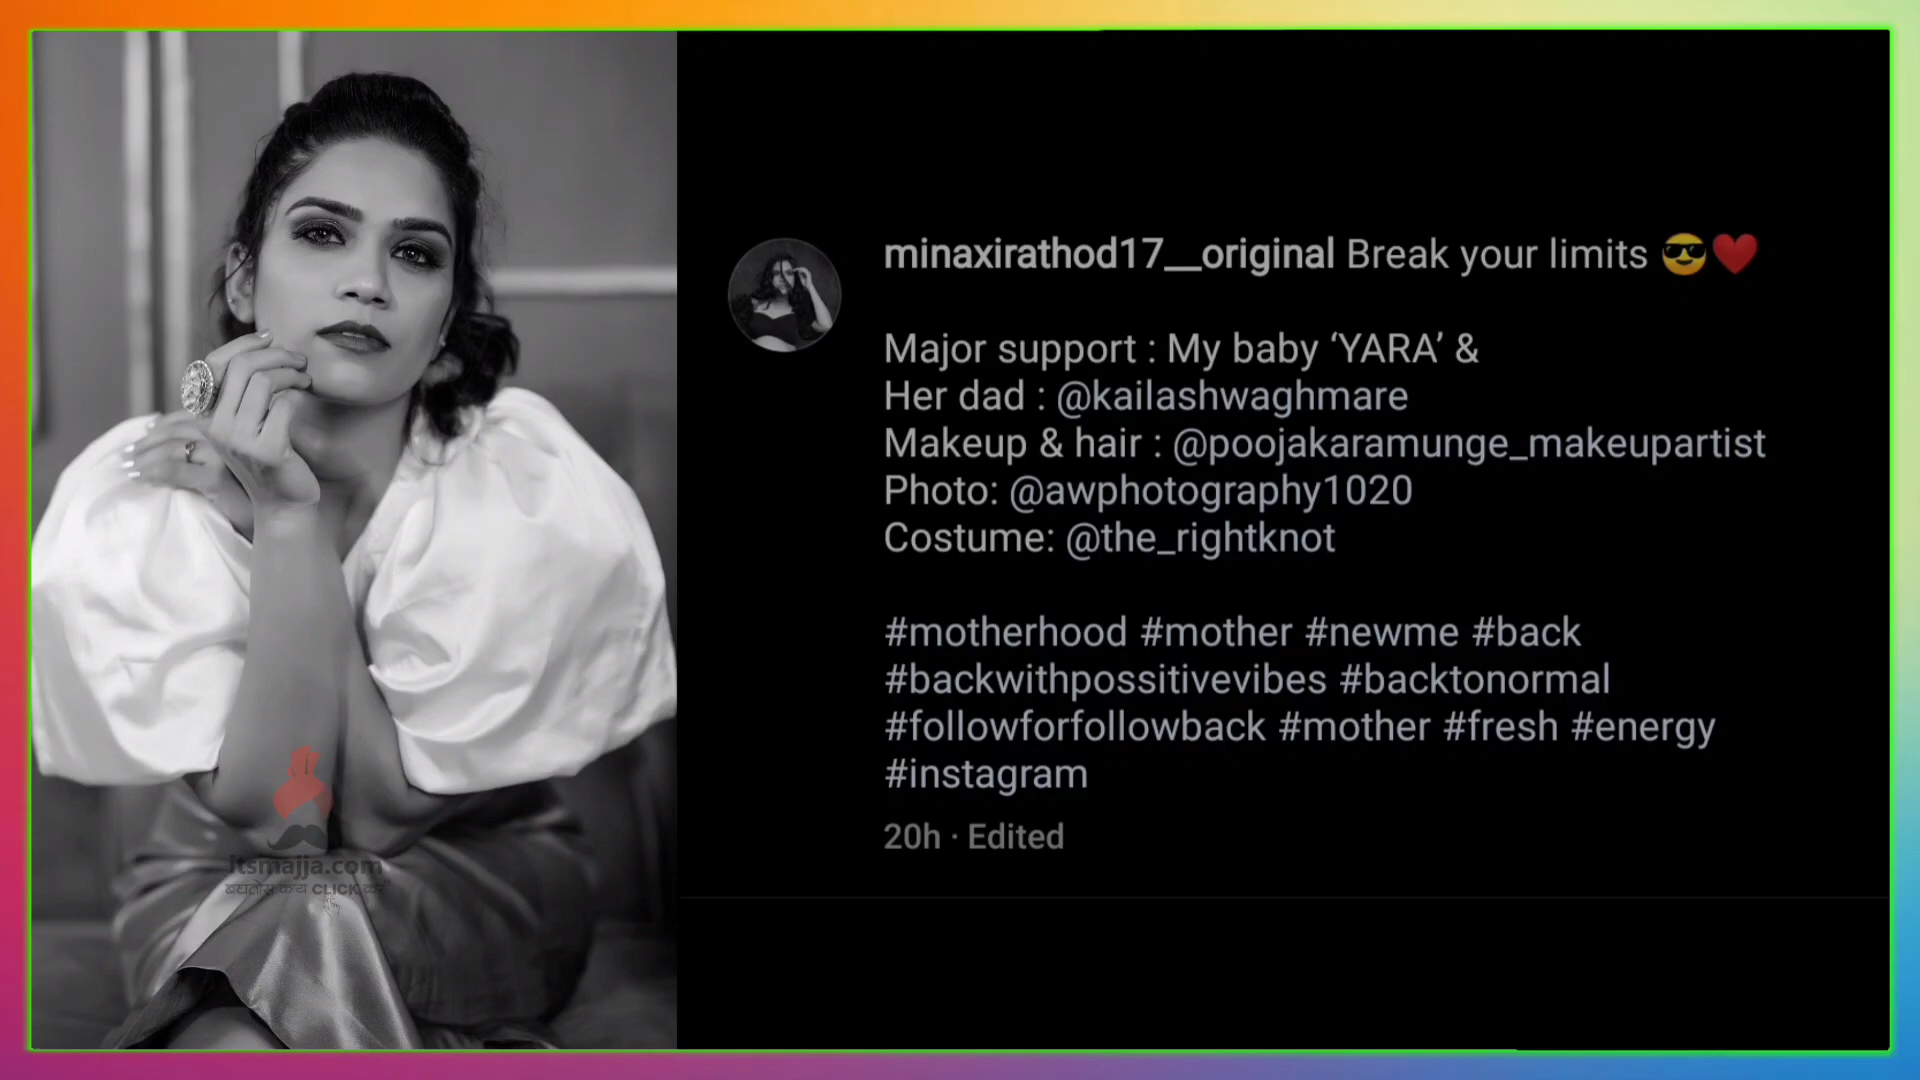 minaxirathod17__original Break your limits 😎❤️
Major support : My baby ‘YARA’ &
Her dad : @kailashwaghmare
Makeup & hair : @poojakaramunge_makeupartist
Photo: @awphotography1020
Costume: @the_rightknot
#motherhood #mother #newme #back
#backwithpossitivevibes #backtonormal
#followforfollowback #mother #fresh #energy
#instagram
20h · Edited
itsmajja.com
CLICK